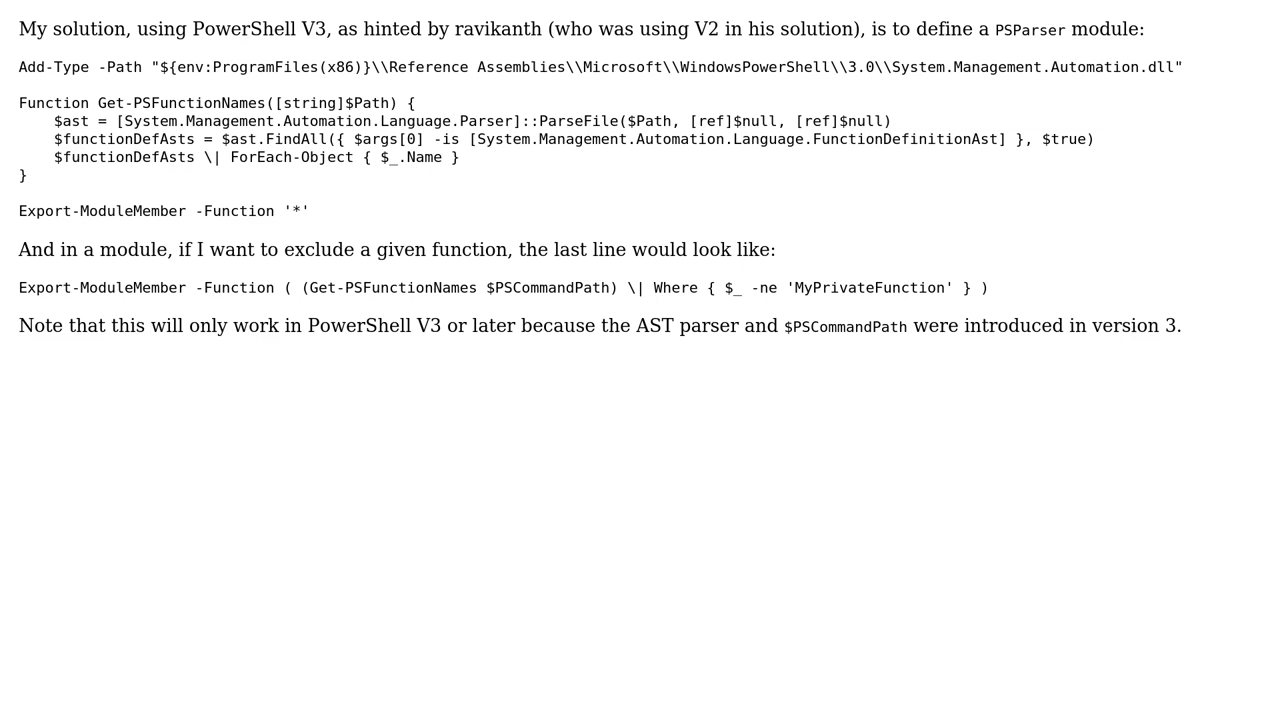 My solution, using PowerShell V3, as hinted by ravikanth (who was using V2 in his solution), is to define a PSParser module:
Add-Type -Path "${env:ProgramFiles(x86)}\\Reference Assemblies\\Microsoft\\WindowsPowerShell\\3.0\\System.Management.Automation.dll"
Function Get-PSFunctionNames([string]$Path) {
    $ast = [System.Management.Automation.Language.Parser]::ParseFile($Path, [ref]$null, [ref]$null)
    $functionDefAsts = $ast.FindAll({ $args[0] -is [System.Management.Automation.Language.FunctionDefinitionAst] }, $true)
    $functionDefAsts \| ForEach-Object { $_.Name }
}
Export-ModuleMember -Function '*'
And in a module, if I want to exclude a given function, the last line would look like:
Export-ModuleMember -Function ( (Get-PSFunctionNames $PSCommandPath) \| Where { $_ -ne 'MyPrivateFunction' } )
Note that this will only work in PowerShell V3 or later because the AST parser and $PSCommandPath were introduced in version 3.